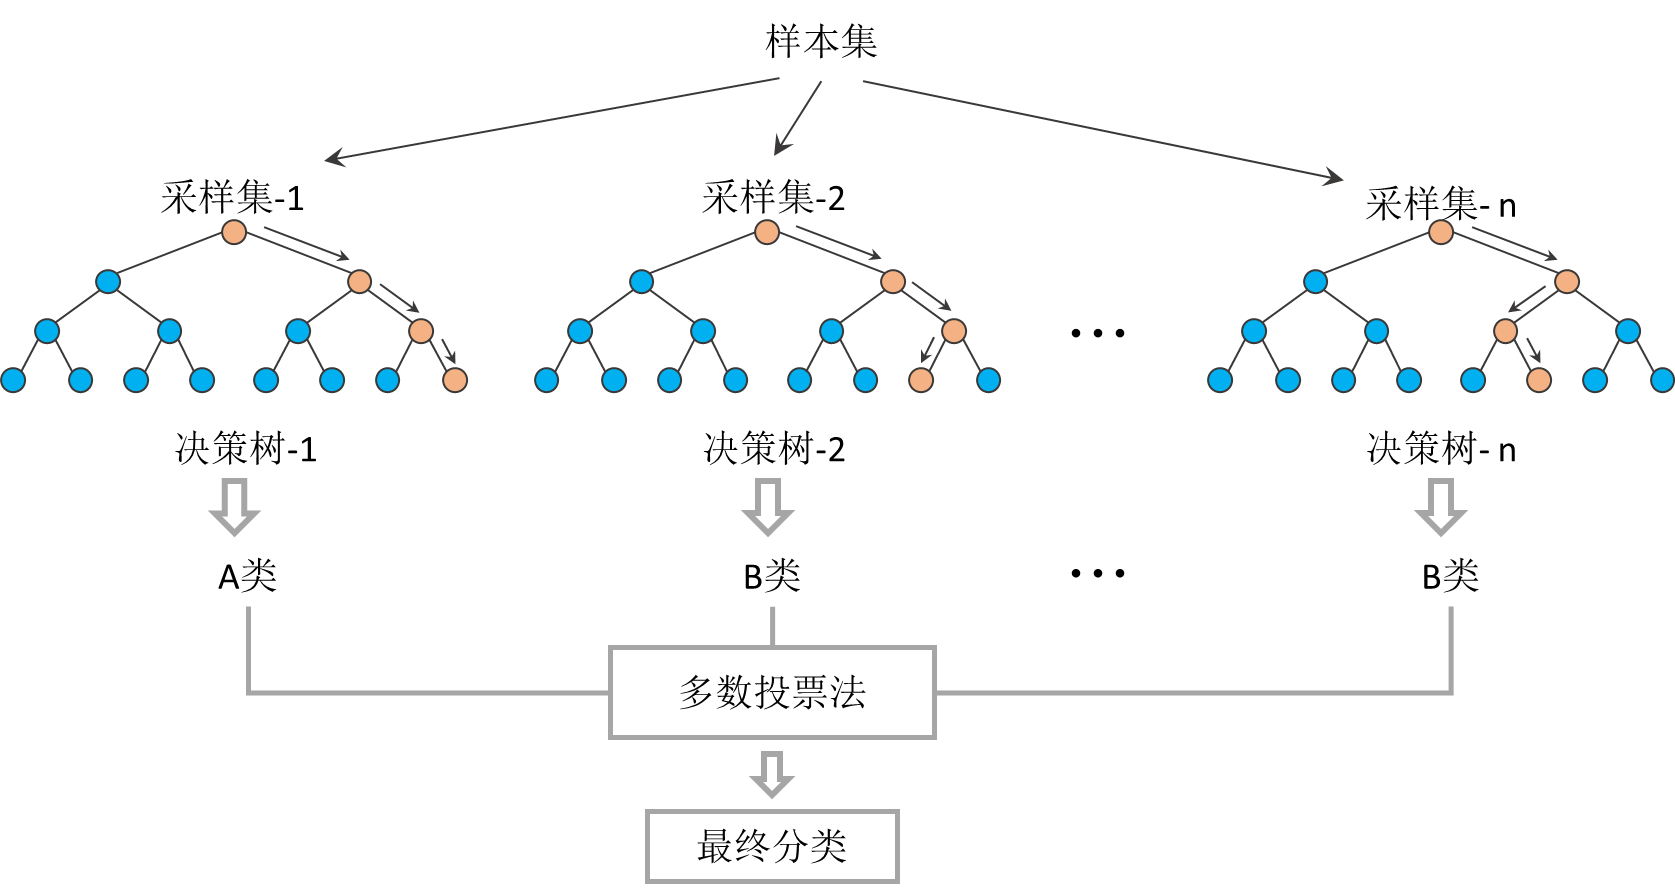 样本集
采样集-1
采样集-2
采样集- n
...
决策树-1
决策树-2
决策树- n
A类
B类
...
B类
多数投票法
最终分类